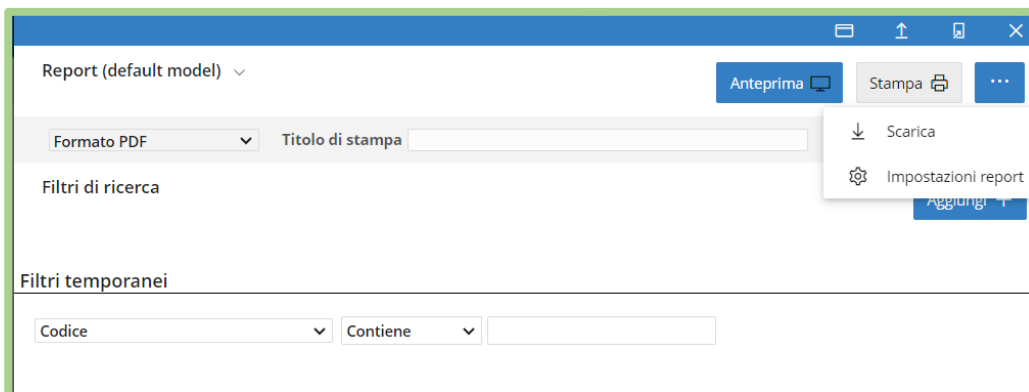 Report (default model)
Anteprima
Stampa
Scarica
Impostazioni report
Formato PDF
Titolo di stampa
Filtri di ricerca
Aggiungi
Filtri temporanei
Codice
Contiene